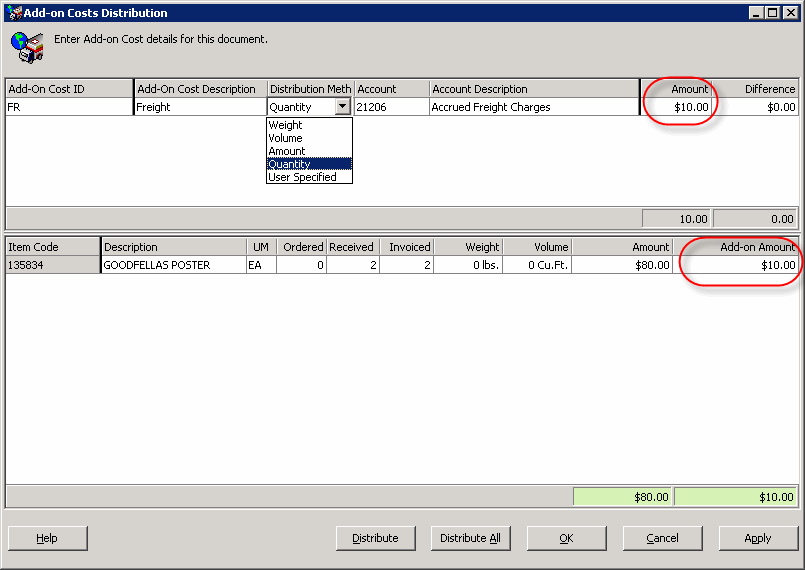 Add-on Costs Distribution
Enter Add-on Cost details for this document.
Add-On Cost ID Add-On Cost Description Distribution Meth Account Account Description Amount Difference
FR Freight Quantity 21206 Accrued Freight Charges $10.00 $0.00
Weight
Volume
Amount
Quantity
User Specified
10.00 0.00
Item Code Description UM Ordered Received Invoiced Weight Volume Amount Add-on Amount
135834 GOODFELLAS POSTER EA 0 2 2 0 lbs. 0 Cu.Ft. $80.00 $10.00
$80.00 $10.00
Help Distribute Distribute All OK Cancel Apply